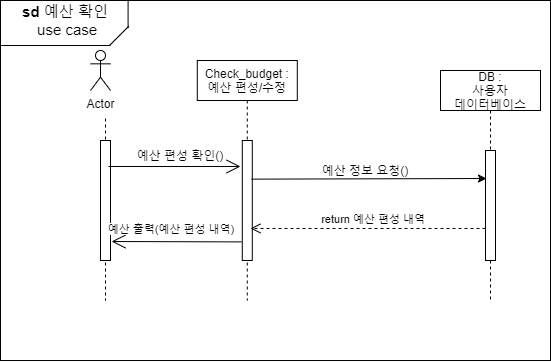 sd 예산 확인
use case
Actor
Check_budget :
예산 편성/수정
DB :
사용자
데이터베이스
예산 편성 확인()
예산 정보 요청()
return 예산 편성 내역
예산 출력(예산 편성 내역)